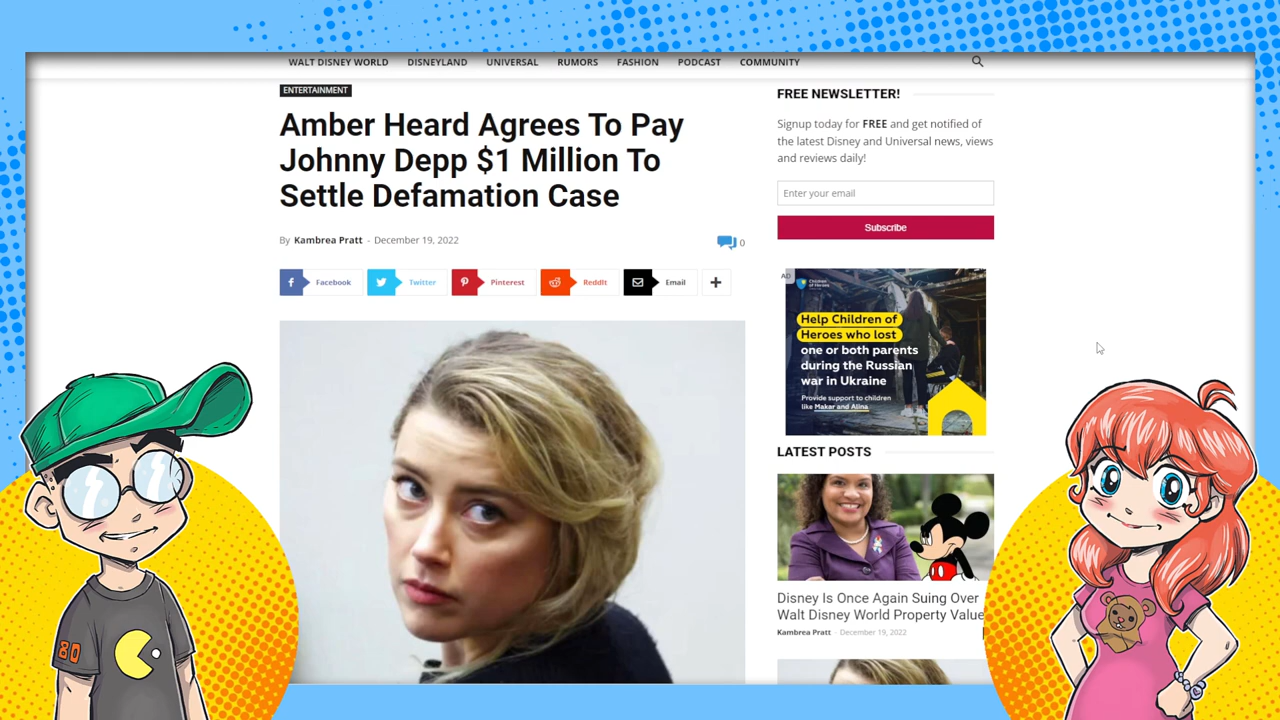 WALT DISNEY WORLD DISNEYLAND UNIVERSAL RUMORS FASHION PODCAST COMMUNITY
ENTERTAINMENT
Amber Heard Agrees To Pay
Johnny Depp $1 Million To
Settle Defamation Case
By Kambrea Pratt - December 19, 2022
0
Facebook Twitter Pinterest ReddIt Email
FREE NEWSLETTER!
Signup today for FREE and get notified of
the latest Disney and Universal news, views
and reviews daily!
Enter your email
Subscribe
AD
Children
of Heroes
Help Children of
Heroes who lost
one or both parents
during the Russian
war in Ukraine
Provide support to children
like Makar and Alina.
LATEST POSTS
Disney Is Once Again Suing Over
Walt Disney World Property Value
Kambrea Pratt - December 19, 2022
80